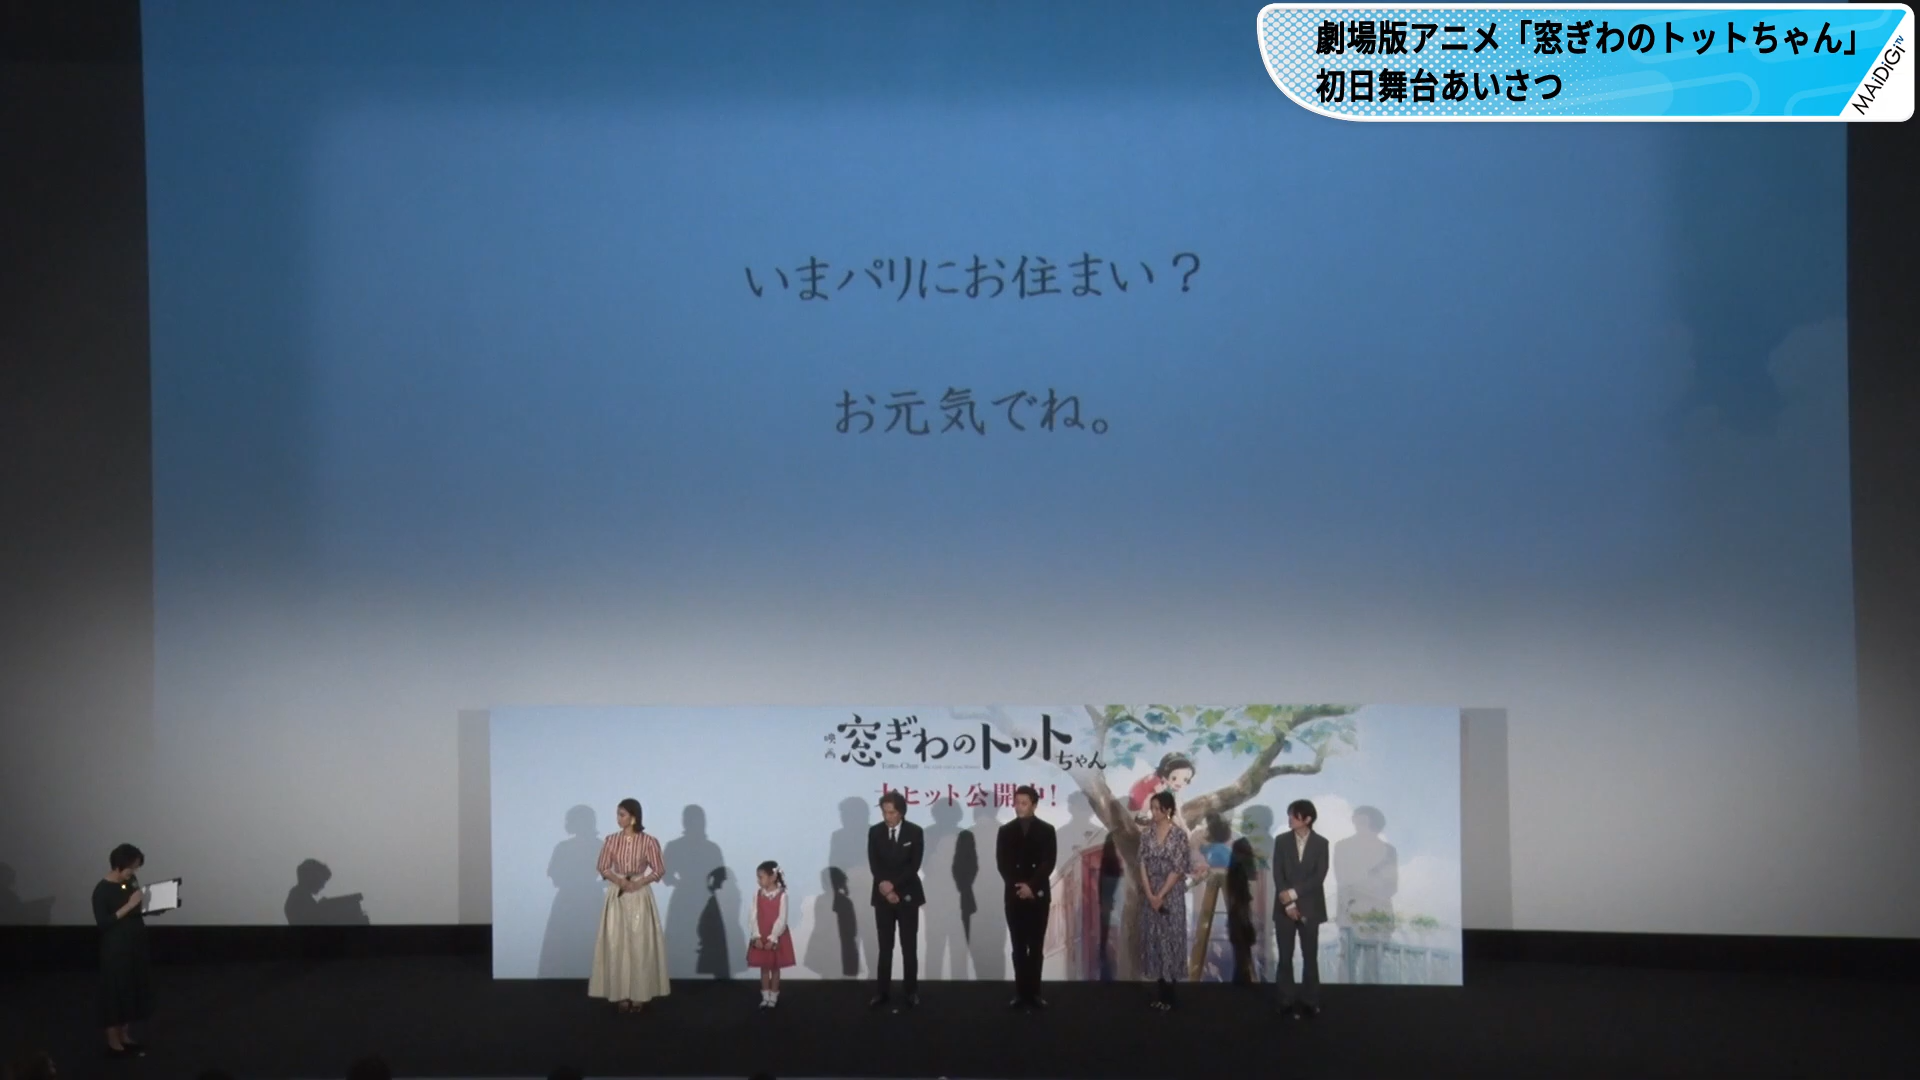 劇場版アニメ「窓ぎわのトットちゃん」
初日舞台あいさつ
MAiDiGiTV
いまパリにお住まい？
お元気でね。
映画 窓ぎわのトットちゃん
大ヒット公開中！